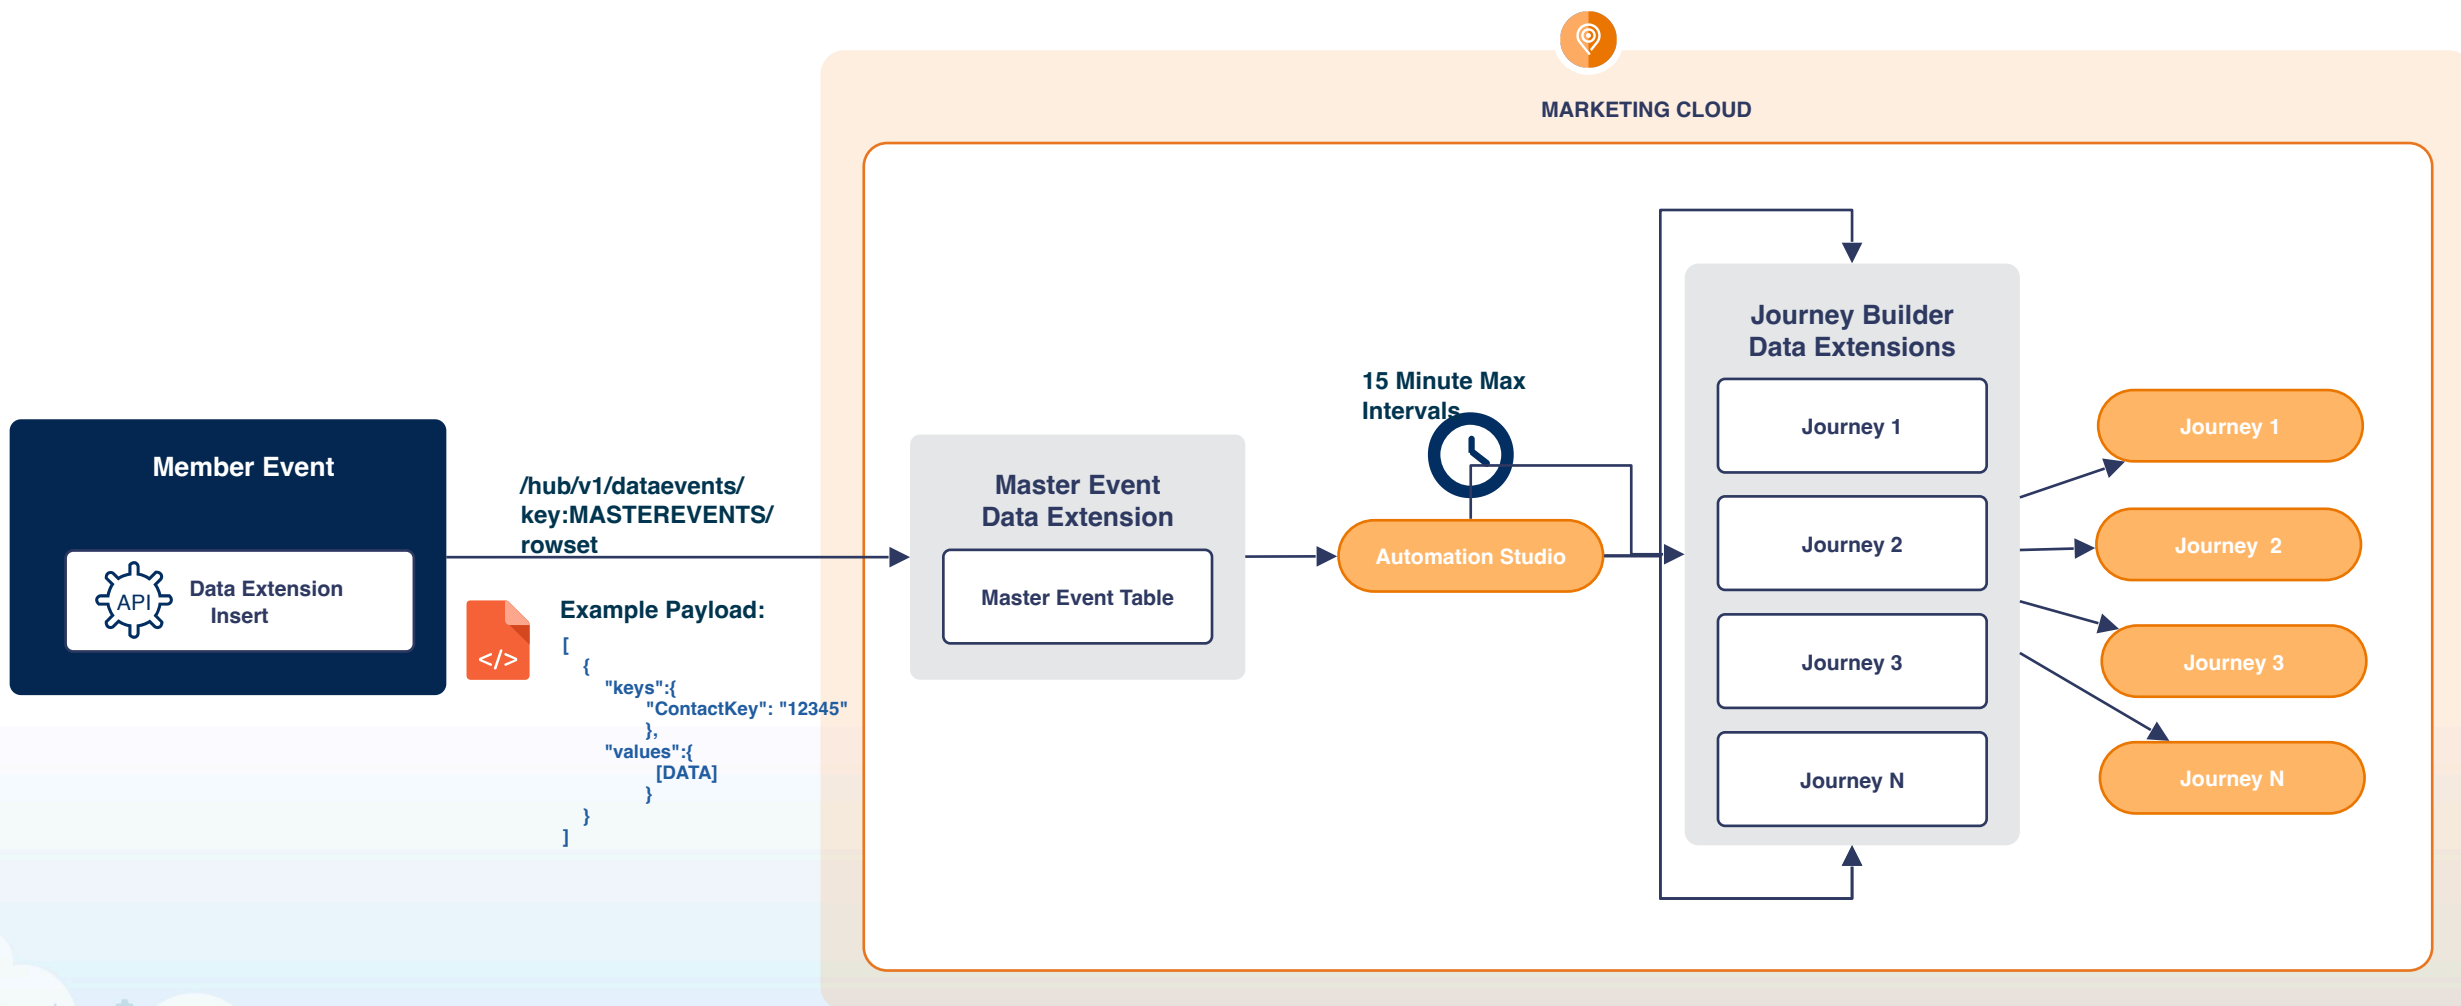 MARKETING CLOUD
Member Event
API
Data Extension
Insert
/hub/v1/dataevents/
key:MASTEREVENTS/
rowset
</>
Example Payload:
[
{
"keys":{
"ContactKey": "12345"
},
"values":{
[DATA]
}
}
]
Master Event
Data Extension
Master Event Table
15 Minute Max
Intervals
Automation Studio
Journey Builder
Data Extensions
Journey 1
Journey 2
Journey 3
Journey N
Journey 1
Journey 2
Journey 3
Journey N